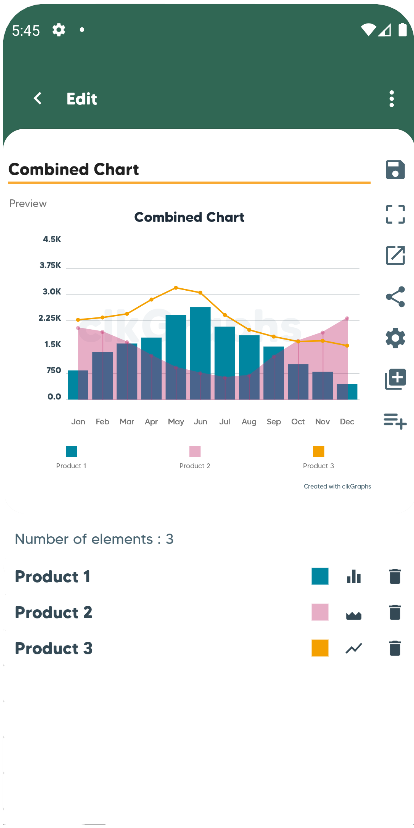 5:45
Edit
Combined Chart
Preview
Combined Chart
4.5K
3.75K
3.0K
2.25K
1.5K
750
0.0
Jan Feb Mar Apr May Jun Jul Aug Sep Oct Nov Dec
Product 1 Product 2 Product 3
Created with clkGraphs
Number of elements : 3
Product 1
Product 2
Product 3